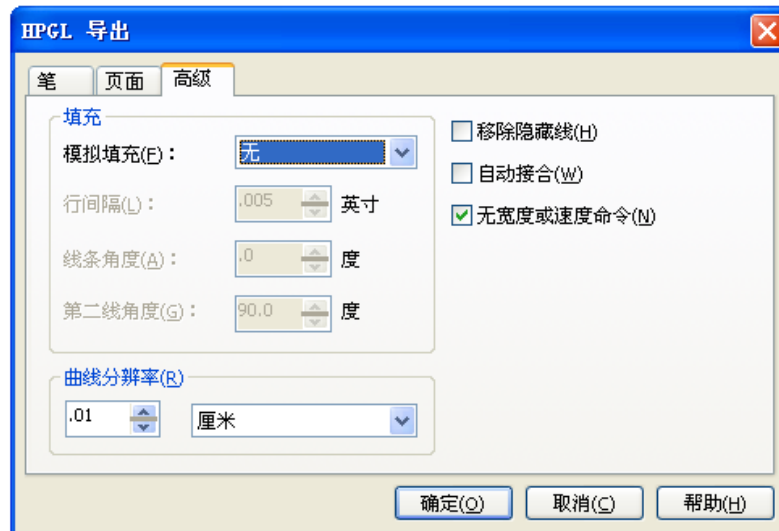 HPGL 导出
笔 页面 高级
填充
模拟填充(F)： 无
行间隔(L)： .005 英寸
线条角度(A)： .0 度
第二线角度(G)： 90.0 度
曲线分辨率(R)
.01 厘米
移除隐藏线(H)
自动接合(W)
无宽度或速度命令(N)
确定(O) 取消(C) 帮助(H)